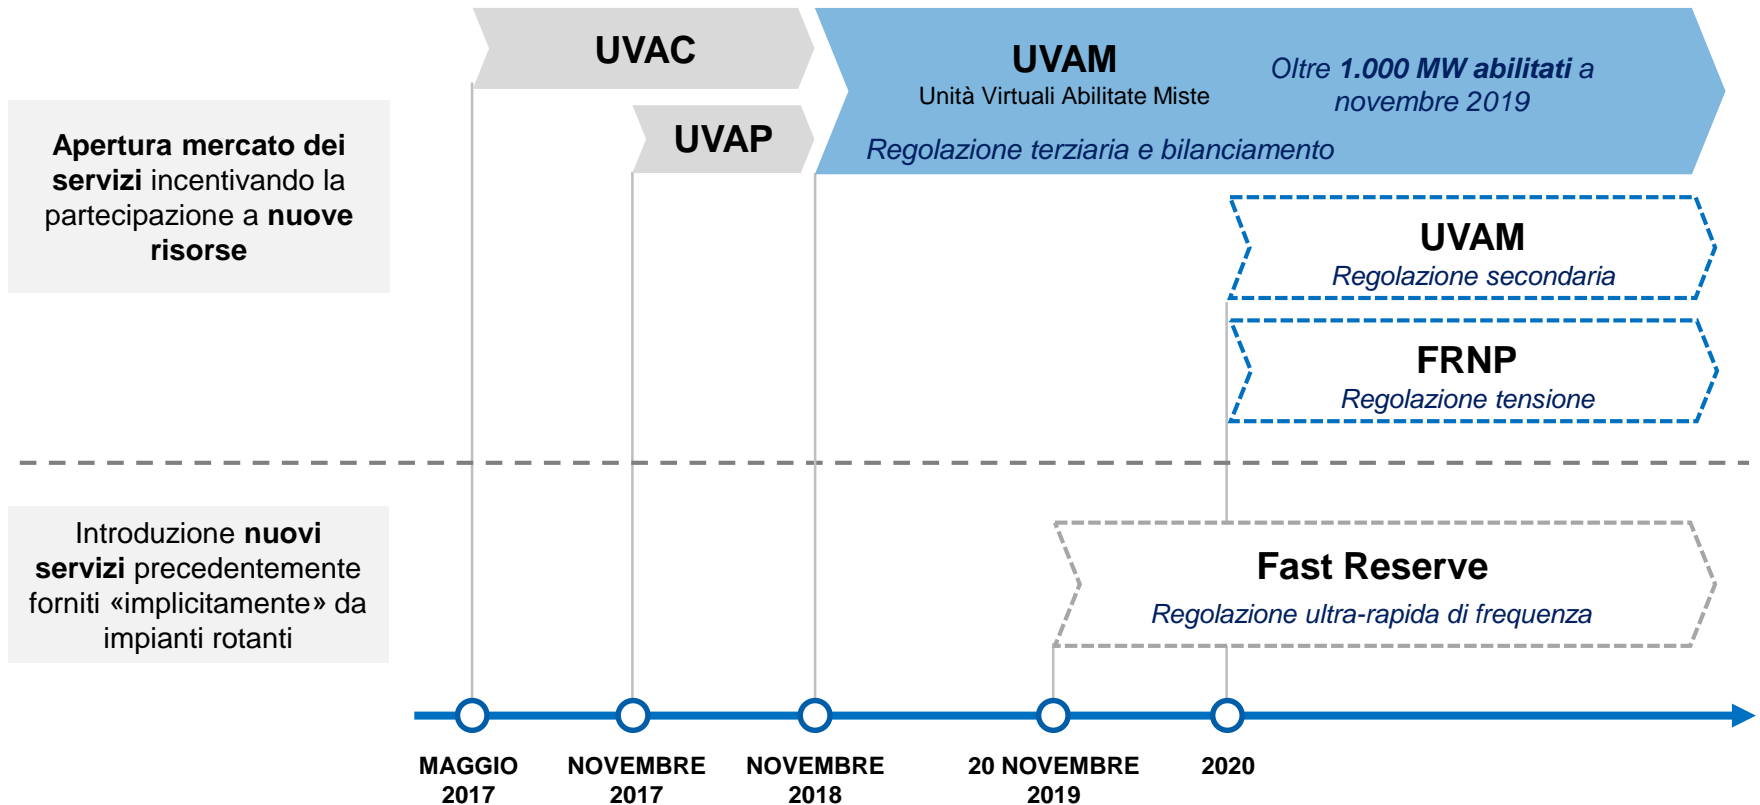 UVAC
UVAP
UVAM
Unità Virtuali Abilitate Miste
Oltre 1.000 MW abilitati a
novembre 2019
Regolazione terziaria e bilanciamento
Apertura mercato dei
servizi incentivando la
partecipazione a nuove
risorse
UVAM
Regolazione secondaria
FRNP
Regolazione tensione
Introduzione nuovi
servizi precedentemente
forniti «implicitamente» da
impianti rotanti
Fast Reserve
Regolazione ultra-rapida di frequenza
MAGGIO
2017
NOVEMBRE
2017
NOVEMBRE
2018
20 NOVEMBRE
2019
2020